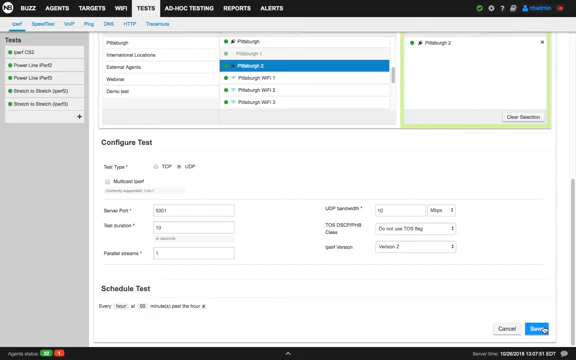 NB BUZZ AGENTS TARGETS WIFI TESTS AD-HOC TESTING REPORTS ALERTS nbadmin
Iperf SpeedTest VoIP Ping DNS HTTP Traceroute
Tests
Iperf CS2
Power Line iPerf2
Power Line iPerf3
Stretch to Stretch (iperf2)
Stretch to Stretch (iperf3)
Pittsburgh
International Locations
External Agents
Webinar
Demo test
Pittsburgh
Pittsburgh 1
Pittsburgh 2
Pittsburgh WiFi 1
Pittsburgh WiFi 2
Pittsburgh WiFi 3
Pittsburgh 2
Clear Selection
Configure Test
Test Type * TCP UDP
Multicast Iperf
Server Port * 5001
Test duration * 10
in seconds
Parallel streams * 1
UDP bandwidth * 10 Mbps
TOS DSCP/PHB Class Do not use TOS flag
Iperf Version Version 2
Schedule Test
Every hour at 00 minute(s) past the hour
Cancel Save
Agents status: 22 1 Server time: 10/26/2018 13:07:51 EDT